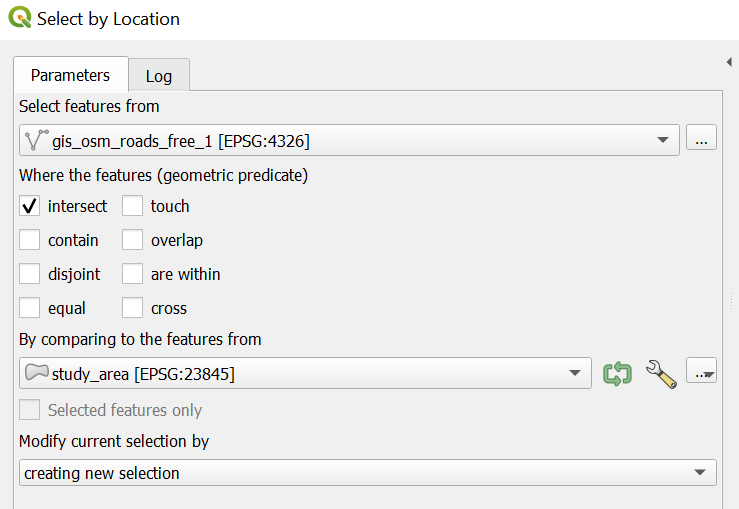 Select by Location
Parameters Log
Select features from
gis_osm_roads_free_1 [EPSG:4326] ...
Where the features (geometric predicate)
intersect touch
contain overlap
disjoint are within
equal cross
By comparing to the features from
study_area [EPSG:23845] ...
Selected features only
Modify current selection by
creating new selection